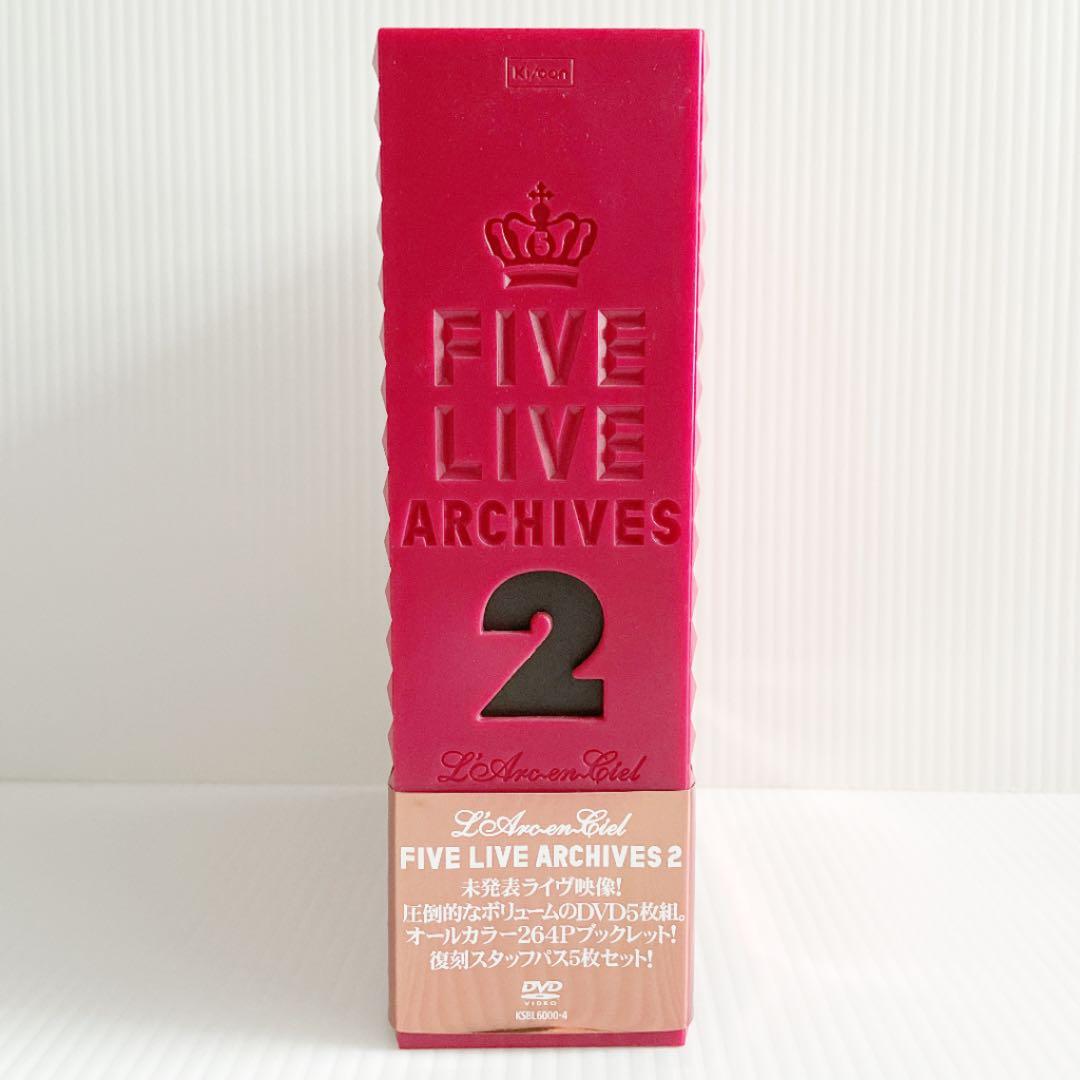 Ki/oon
5
FIVE
LIVE
ARCHIVES
2
L'Arc~en~Ciel
L'Arc~en~Ciel
FIVE LIVE ARCHIVES 2
未発表ライヴ映像!
圧倒的なボリュームのDVD5枚組。
オールカラー264Pブックレット!
復刻スタッフパス5枚セット!
DVD
VIDEO
KSBL6000-4